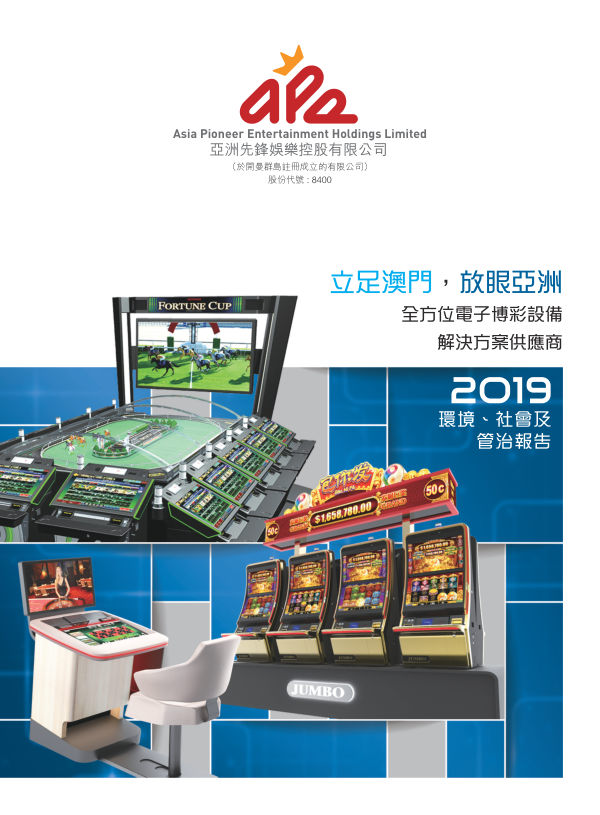 APE
Asia Pioneer Entertainment Holdings Limited
亞洲先鋒娛樂控股有限公司
（於開曼群島註冊成立的有限公司）
股份代號 : 8400
立足澳門，放眼亞洲
全方位電子博彩設備
解決方案供應商
2019
環境、社會及
管治報告
FORTUNE CUP
50¢
$1,658,780.00
50¢
JUMBO